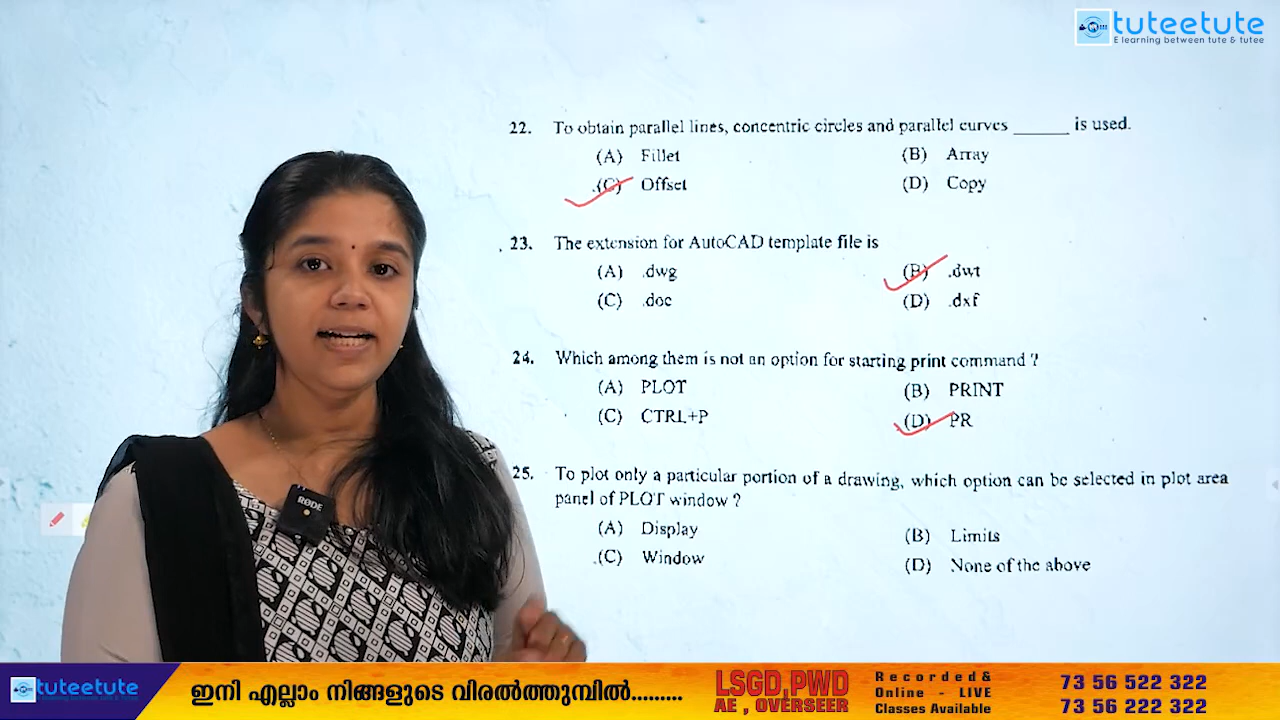 tuteetute
E learning between tute & tutee
22. To obtain parallel lines, concentric circles and parallel curves ______ is used.
(A) Fillet (B) Array
(C) Offset (D) Copy
23. The extension for AutoCAD template file is
(A) .dwg (B) .dwt
(C) .doc (D) .dxf
24. Which among them is not an option for starting print command ?
(A) PLOT (B) PRINT
(C) CTRL+P (D) PR
25. To plot only a particular portion of a drawing, which option can be selected in plot area
panel of PLOT window ?
(A) Display (B) Limits
(C) Window (D) None of the above
RØDE
tuteetute
ഇനി എല്ലാം നിങ്ങളുടെ വിരൽത്തുമ്പിൽ.........
LSGD,PWD
AE , OVERSEER
Recorded &
Online - LIVE
Classes Available
73 56 522 322
73 56 222 322